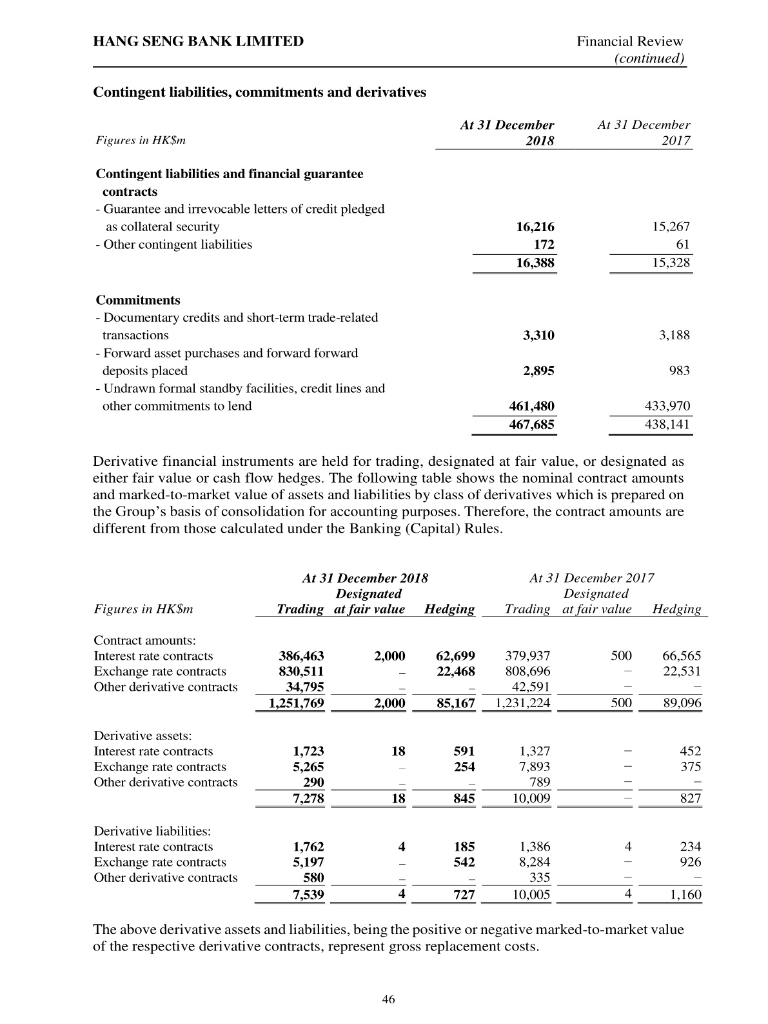 HANG SENG BANK LIMITED Financial Review
(continued)
Contingent liabilities, commitments and derivatives
At 31 December At 31 December
Figures in HK$m 2018 2017
Contingent liabilities and financial guarantee
contracts
- Guarantee and irrevocable letters of credit pledged
as collateral security 16,216 15,267
- Other contingent liabilities 172 61
16,388 15,328
Commitments
- Documentary credits and short-term trade-related
transactions 3,310 3,188
- Forward asset purchases and forward forward
deposits placed 2,895 983
- Undrawn formal standby facilities, credit lines and
other commitments to lend 461,480 433,970
467,685 438,141
Derivative financial instruments are held for trading, designated at fair value, or designated as
either fair value or cash flow hedges. The following table shows the nominal contract amounts
and marked-to-market value of assets and liabilities by class of derivatives which is prepared on
the Group's basis of consolidation for accounting purposes. Therefore, the contract amounts are
different from those calculated under the Banking (Capital) Rules.
At 31 December 2018 At 31 December 2017
Designated Designated
Figures in HK$m Trading at fair value Hedging Trading at fair value Hedging
Contract amounts:
Interest rate contracts 386,463 2,000 62,699 379,937 500 66,565
Exchange rate contracts 830,511 – 22,468 808,696 – 22,531
Other derivative contracts 34,795 – – 42,591 – –
1,251,769 2,000 85,167 1,231,224 500 89,096
Derivative assets:
Interest rate contracts 1,723 18 591 1,327 – 452
Exchange rate contracts 5,265 – 254 7,893 – 375
Other derivative contracts 290 – – 789 – –
7,278 18 845 10,009 – 827
Derivative liabilities:
Interest rate contracts 1,762 4 185 1,386 4 234
Exchange rate contracts 5,197 – 542 8,284 – 926
Other derivative contracts 580 – – 335 – –
7,539 4 727 10,005 4 1,160
The above derivative assets and liabilities, being the positive or negative marked-to-market value
of the respective derivative contracts, represent gross replacement costs.
46